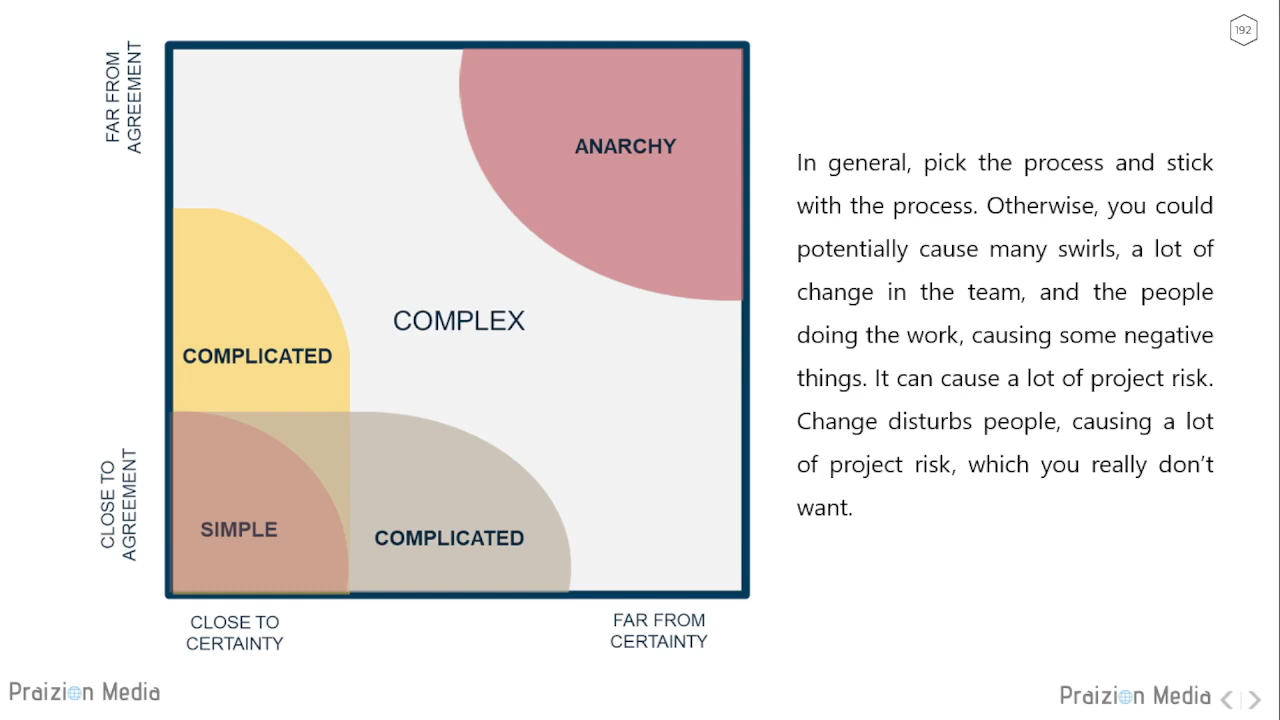 192
FAR FROM
AGREEMENT
ANARCHY
COMPLEX
COMPLICATED
CLOSE TO
AGREEMENT
SIMPLE
COMPLICATED
CLOSE TO
CERTAINTY
FAR FROM
CERTAINTY
In general, pick the process and stick
with the process. Otherwise, you could
potentially cause many swirls, a lot of
change in the team, and the people
doing the work, causing some negative
things. It can cause a lot of project risk.
Change disturbs people, causing a lot
of project risk, which you really don’t
want.
Praizion Media
Praizion Media